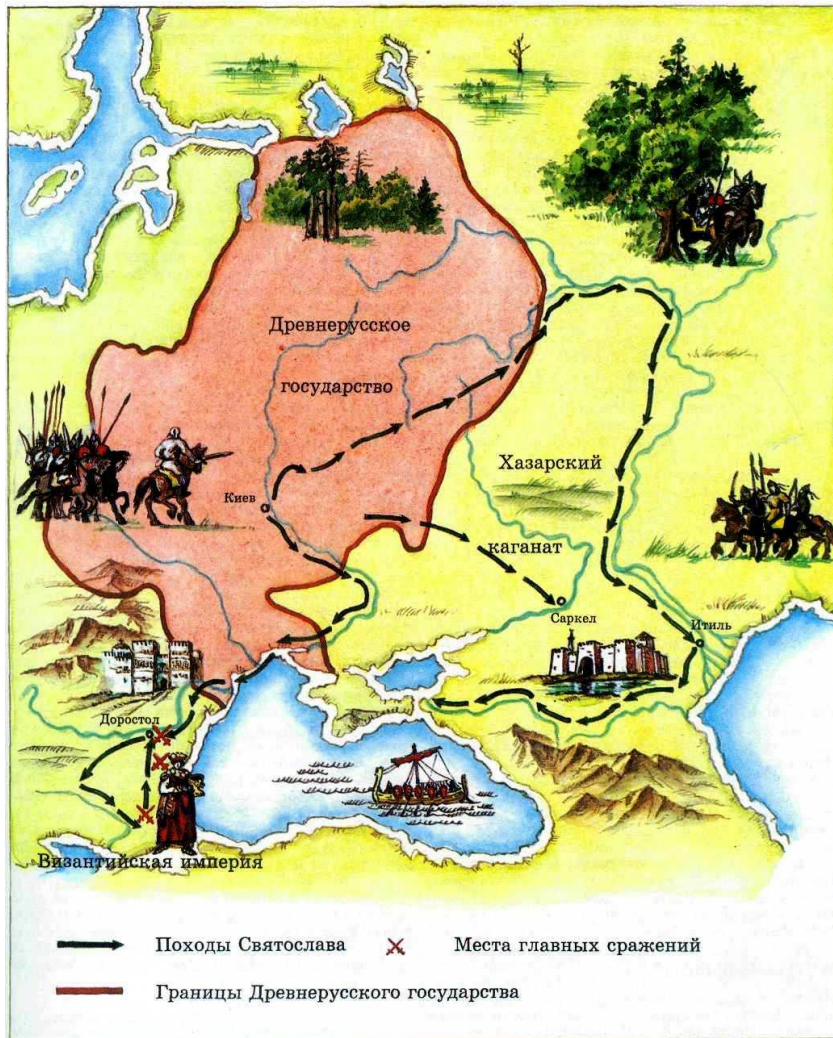 Древнерусское
государство
Хазарский
Киев
каганат
Саркел
Итиль
Доростол
Византийская империя
Походы Святослава
Места главных сражений
Границы Древнерусского государства